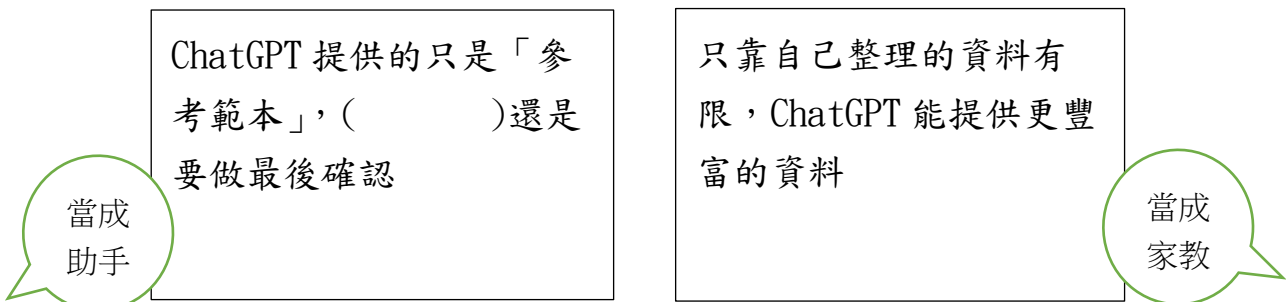 ChatGPT 提供的只是「參
考範本」，(　　　　)還是
要做最後確認
當成
助手
只靠自己整理的資料有
限，ChatGPT 能提供更豐
富的資料
當成
家教